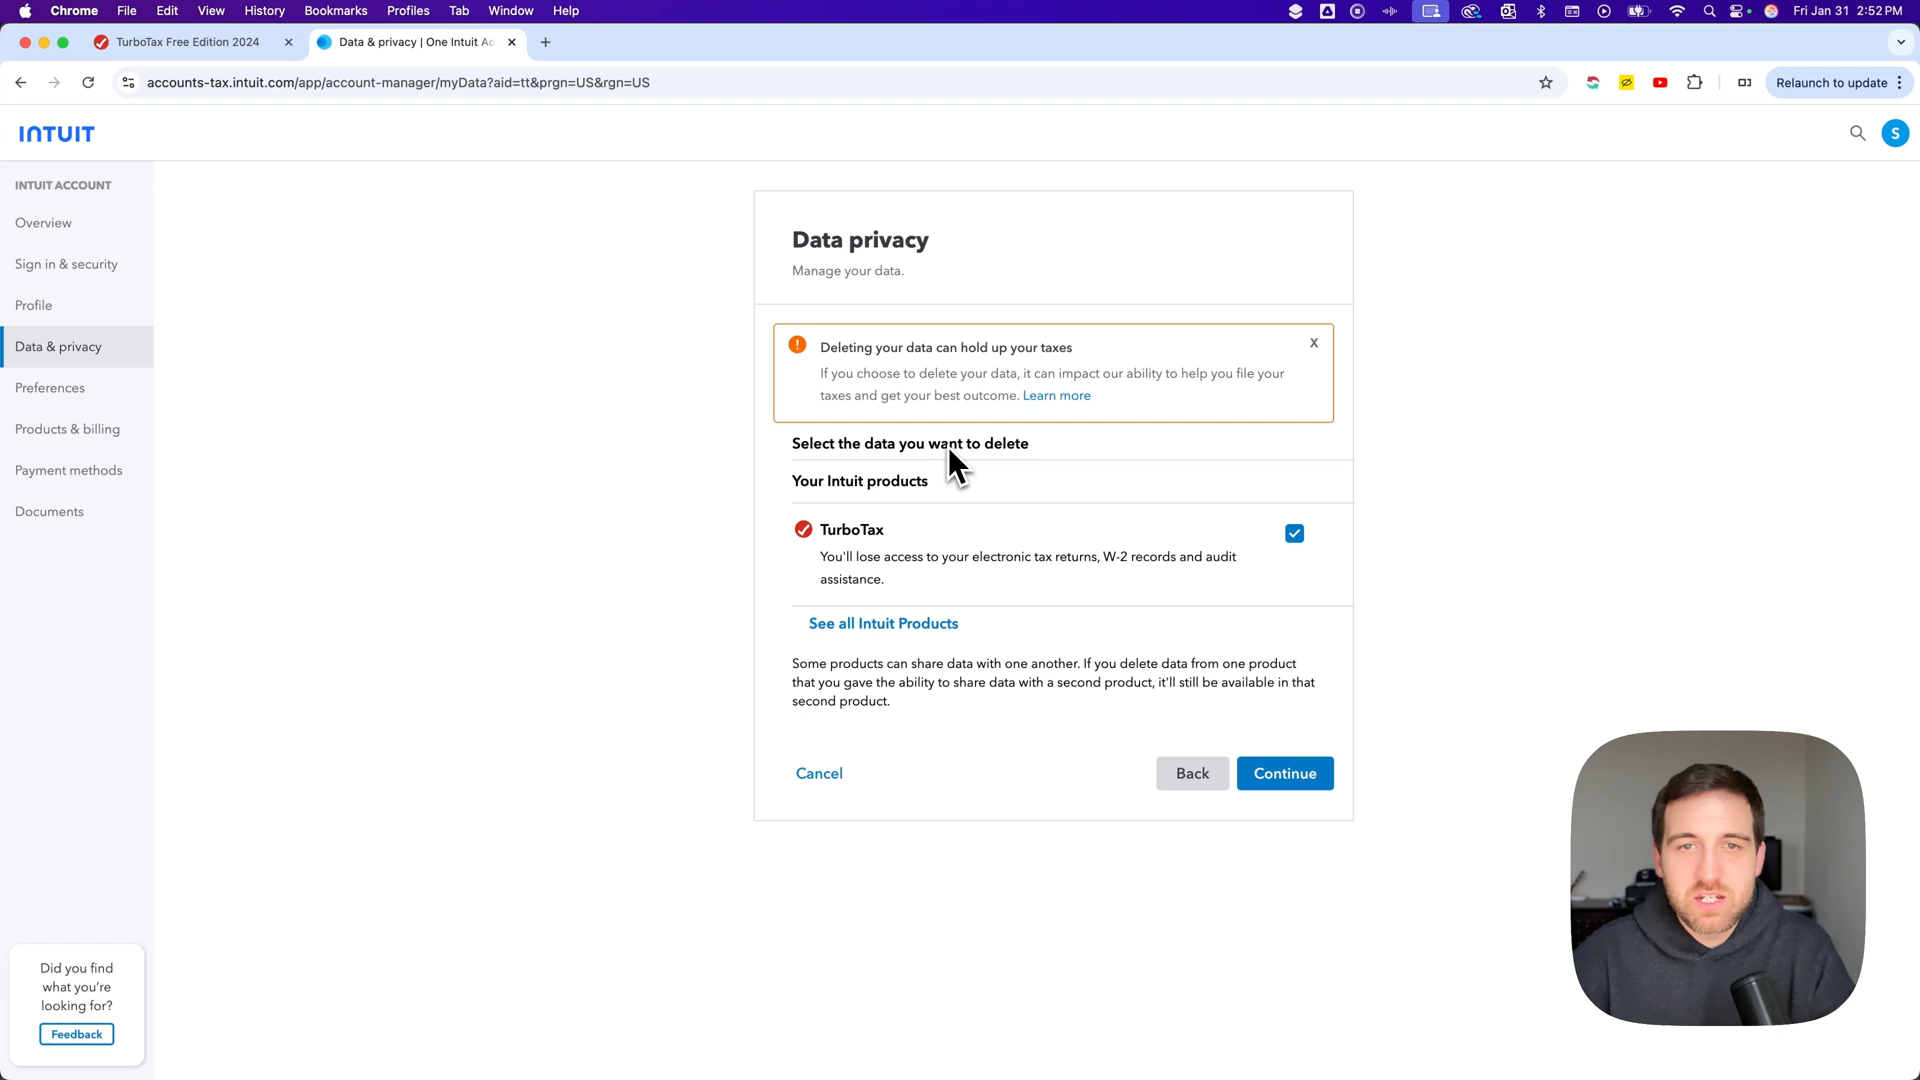 Chrome File Edit View History Bookmarks Profiles Tab Window Help Fri Jan 31 2:52 PM
TurboTax Free Edition 2024 Data & privacy | One Intuit Ac
accounts-tax.intuit.com/app/account-manager/myData?aid=tt&prgn=US&rgn=US Relaunch to update
INTUIT S
INTUIT ACCOUNT
Overview
Sign in & security
Profile
Data & privacy
Preferences
Products & billing
Payment methods
Documents
Data privacy
Manage your data.
Deleting your data can hold up your taxes X
If you choose to delete your data, it can impact our ability to help you file your
taxes and get your best outcome. Learn more
Select the data you want to delete
Your Intuit products
TurboTax
You'll lose access to your electronic tax returns, W-2 records and audit
assistance.
See all Intuit Products
Some products can share data with one another. If you delete data from one product
that you gave the ability to share data with a second product, it'll still be available in that
second product.
Cancel Back Continue
Did you find
what you're
looking for?
Feedback